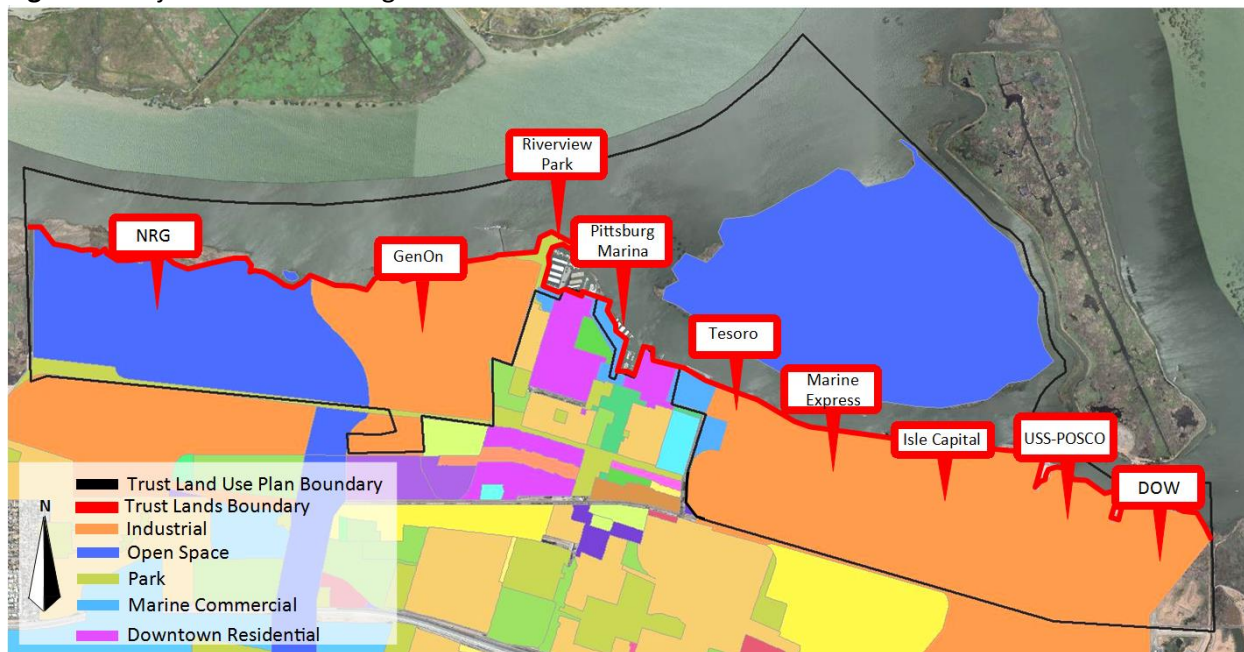 Riverview
Park
NRG
GenOn
Pittsburg
Marina
Tesoro
Marine
Express
Isle Capital
USS-POSCO
DOW
N
Trust Land Use Plan Boundary
Trust Lands Boundary
Industrial
Open Space
Park
Marine Commercial
Downtown Residential